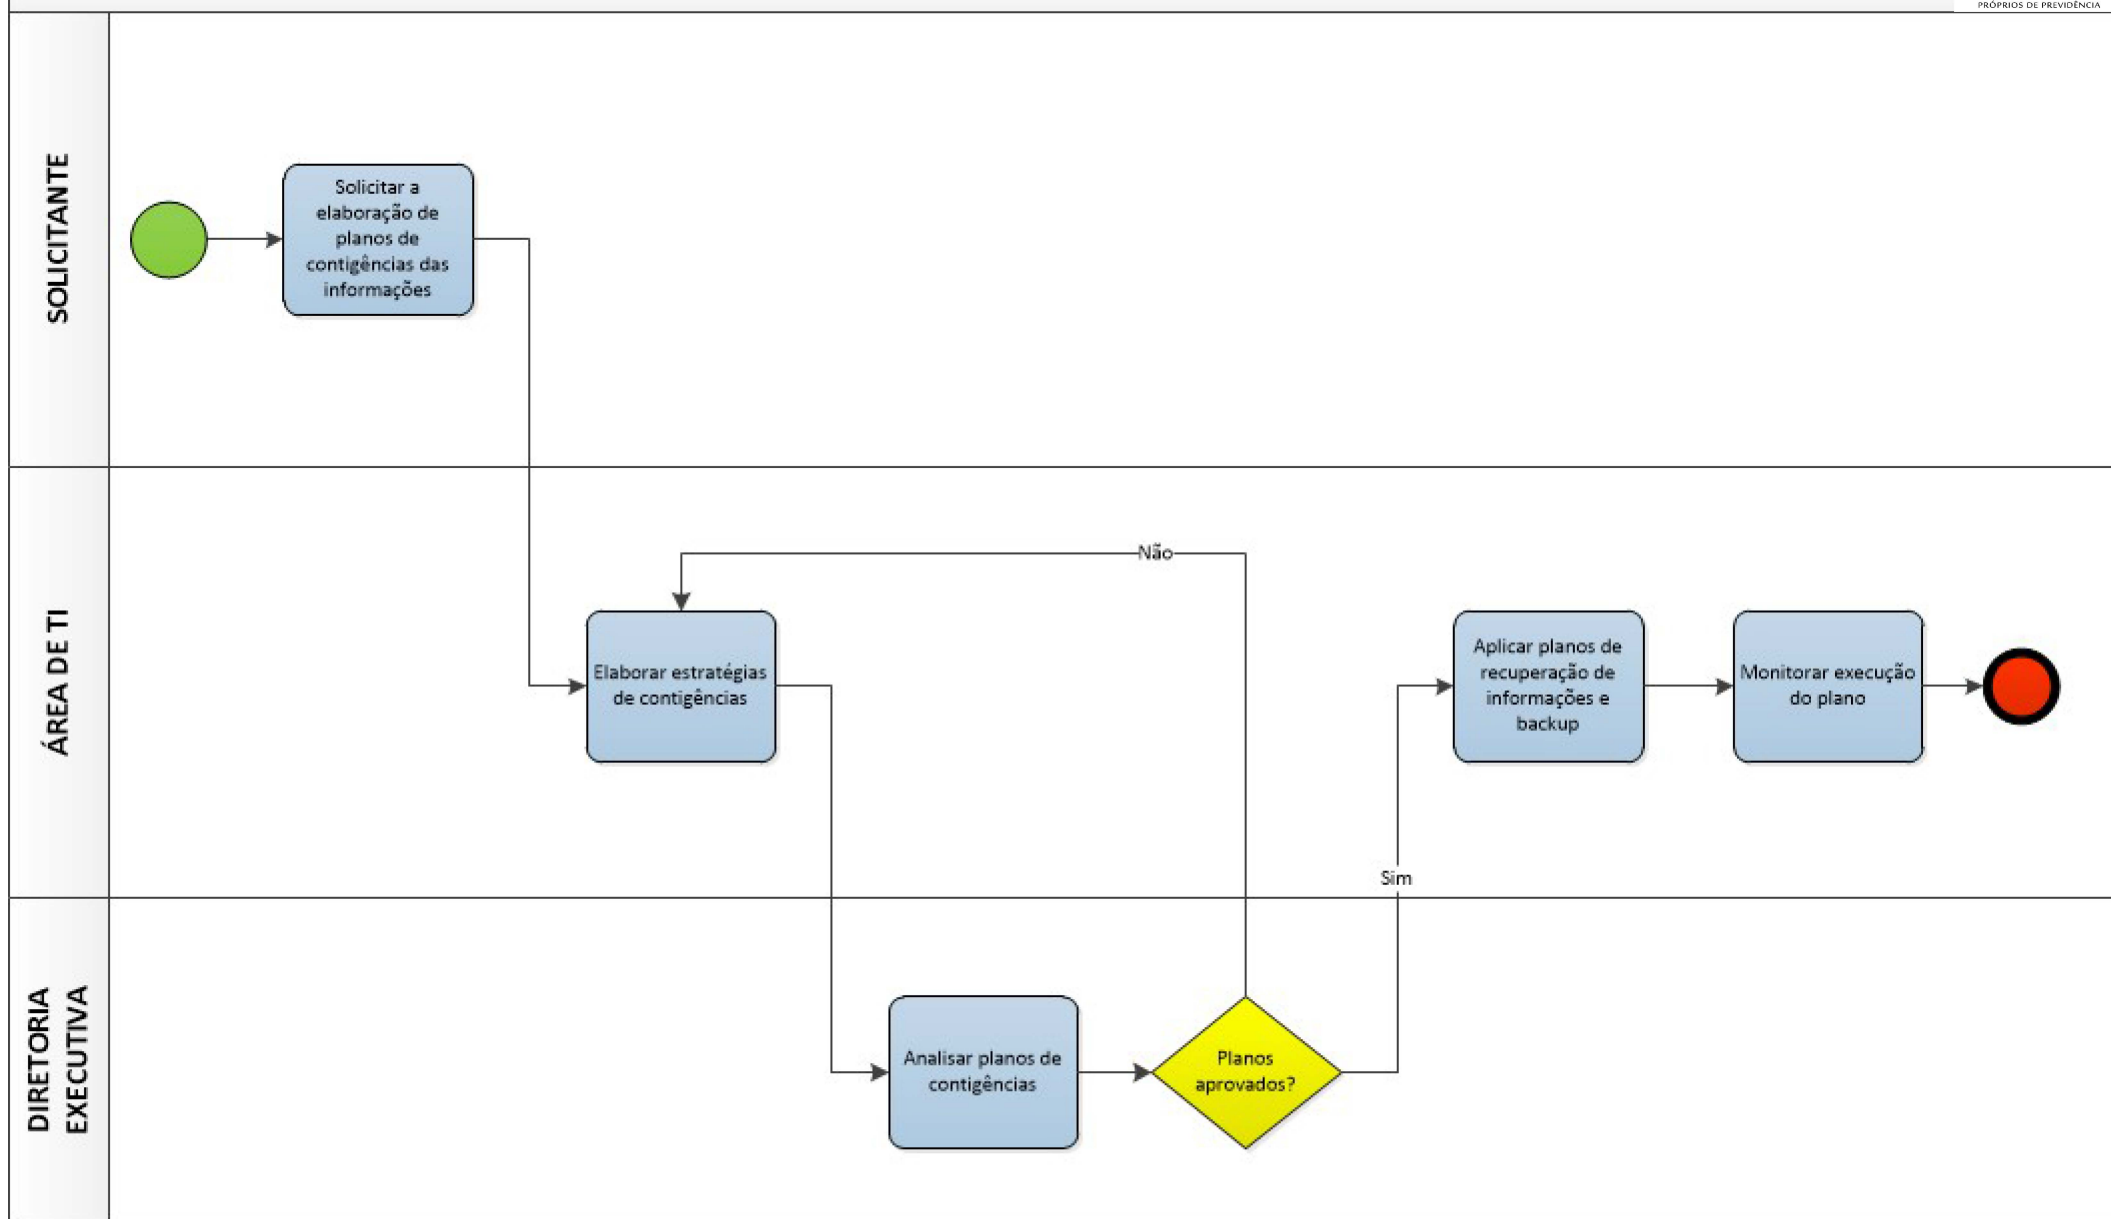 PRÓPRIOS DE PREVIDÊNCIA
SOLICITANTE
Solicitar a
elaboração de
planos de
contigências das
informações
ÁREA DE TI
Não
Elaborar estratégias
de contigências
Aplicar planos de
recuperação de
informações e
backup
Monitorar execução
do plano
Sim
DIRETORIA
EXECUTIVA
Analisar planos de
contigências
Planos
aprovados?